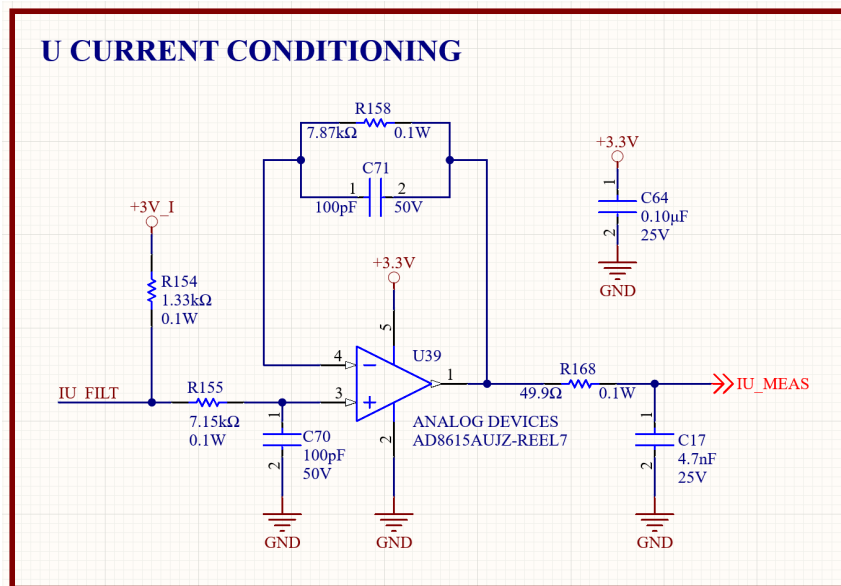 U CURRENT CONDITIONING
R158
7.87kΩ 0.1W
C71
1 2
100pF 50V
+3.3V
1
C64
0.10µF
2
25V
GND
+3V_I
R154
1.33kΩ
0.1W
+3.3V
5
U39
4
1
3
2
ANALOG DEVICES
AD8615AUJZ-REEL7
IU_FILT
R155
7.15kΩ
0.1W
1
C70
100pF
2
50V
GND
GND
R168
49.9Ω 0.1W
IU_MEAS
1
C17
4.7nF
2
25V
GND